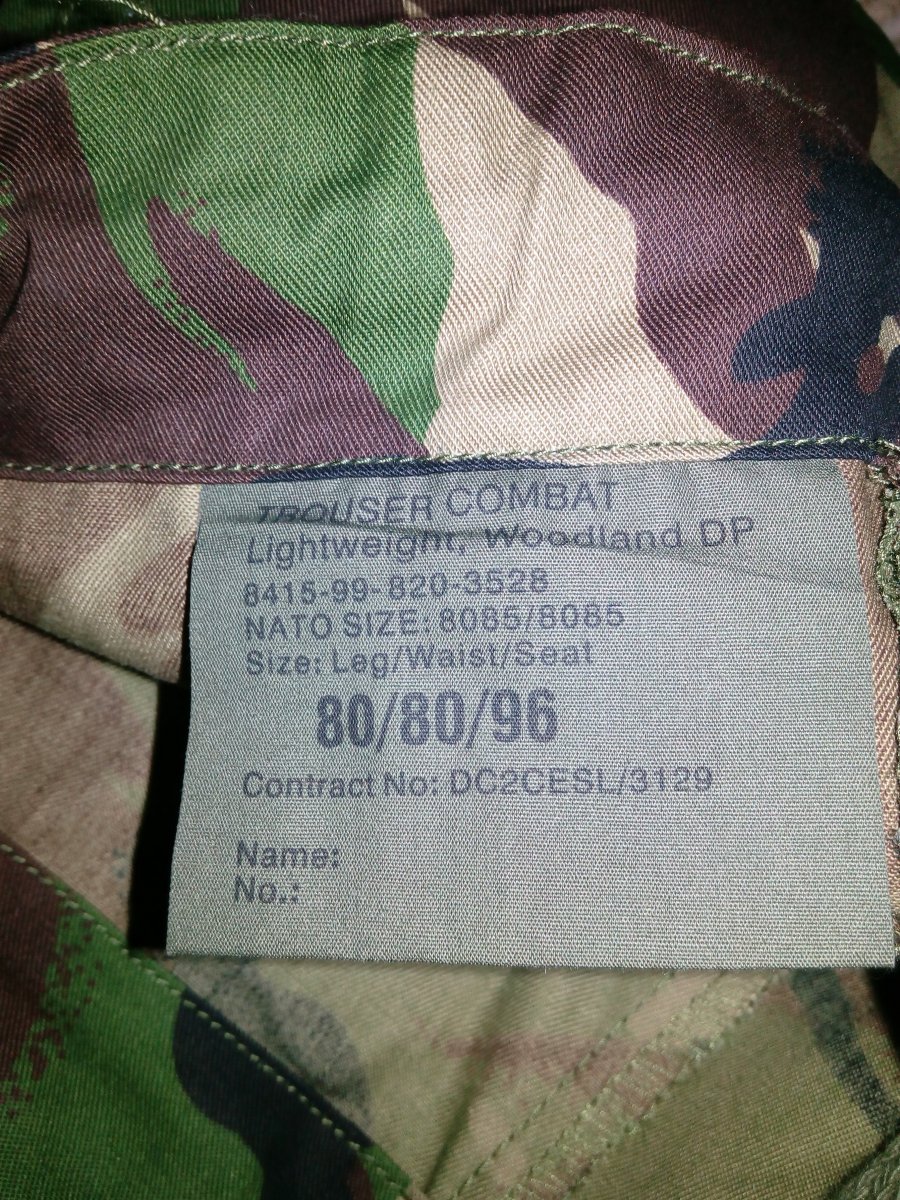 TROUSER COMBAT
Lightweight, Woodland DP
8415-99-820-3528
NATO SIZE: 8085/8085
Size: Leg/Waist/Seat
80/80/96
Contract No: DC2CESL/3129
Name:
No.: